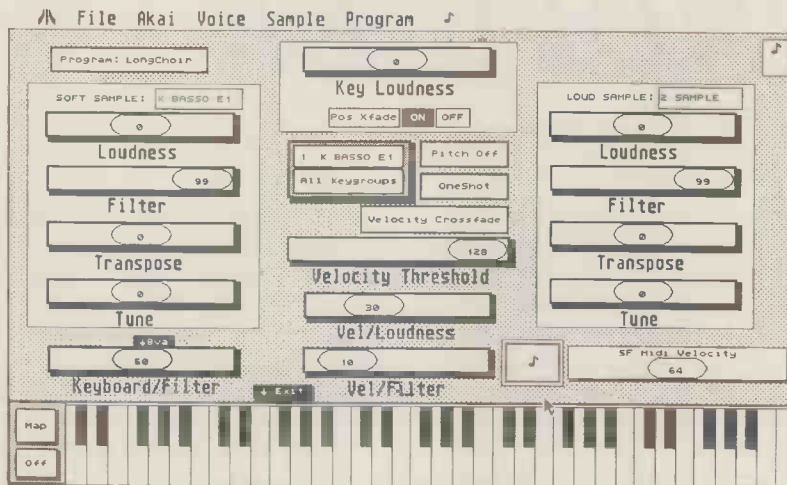 File Akai Voice Sample Program
Program: LongChoir
0
Key Loudness
Pos Xfade ON OFF
SOFT SAMPLE: K BASSO E1
0
Loudness
99
Filter
0
Transpose
0
Tune
1 K BASSO E1
All Keygroups
Pitch Off
OneShot
Velocity Crossfade
128
Velocity Threshold
30
Vel/Loudness
10
Vel/Filter
LOUD SAMPLE: 2 SAMPLE
0
Loudness
99
Filter
0
Transpose
0
Tune
↓8va
60
Keyboard/Filter
↓ Exit
SF Midi Velocity
64
Map
Off